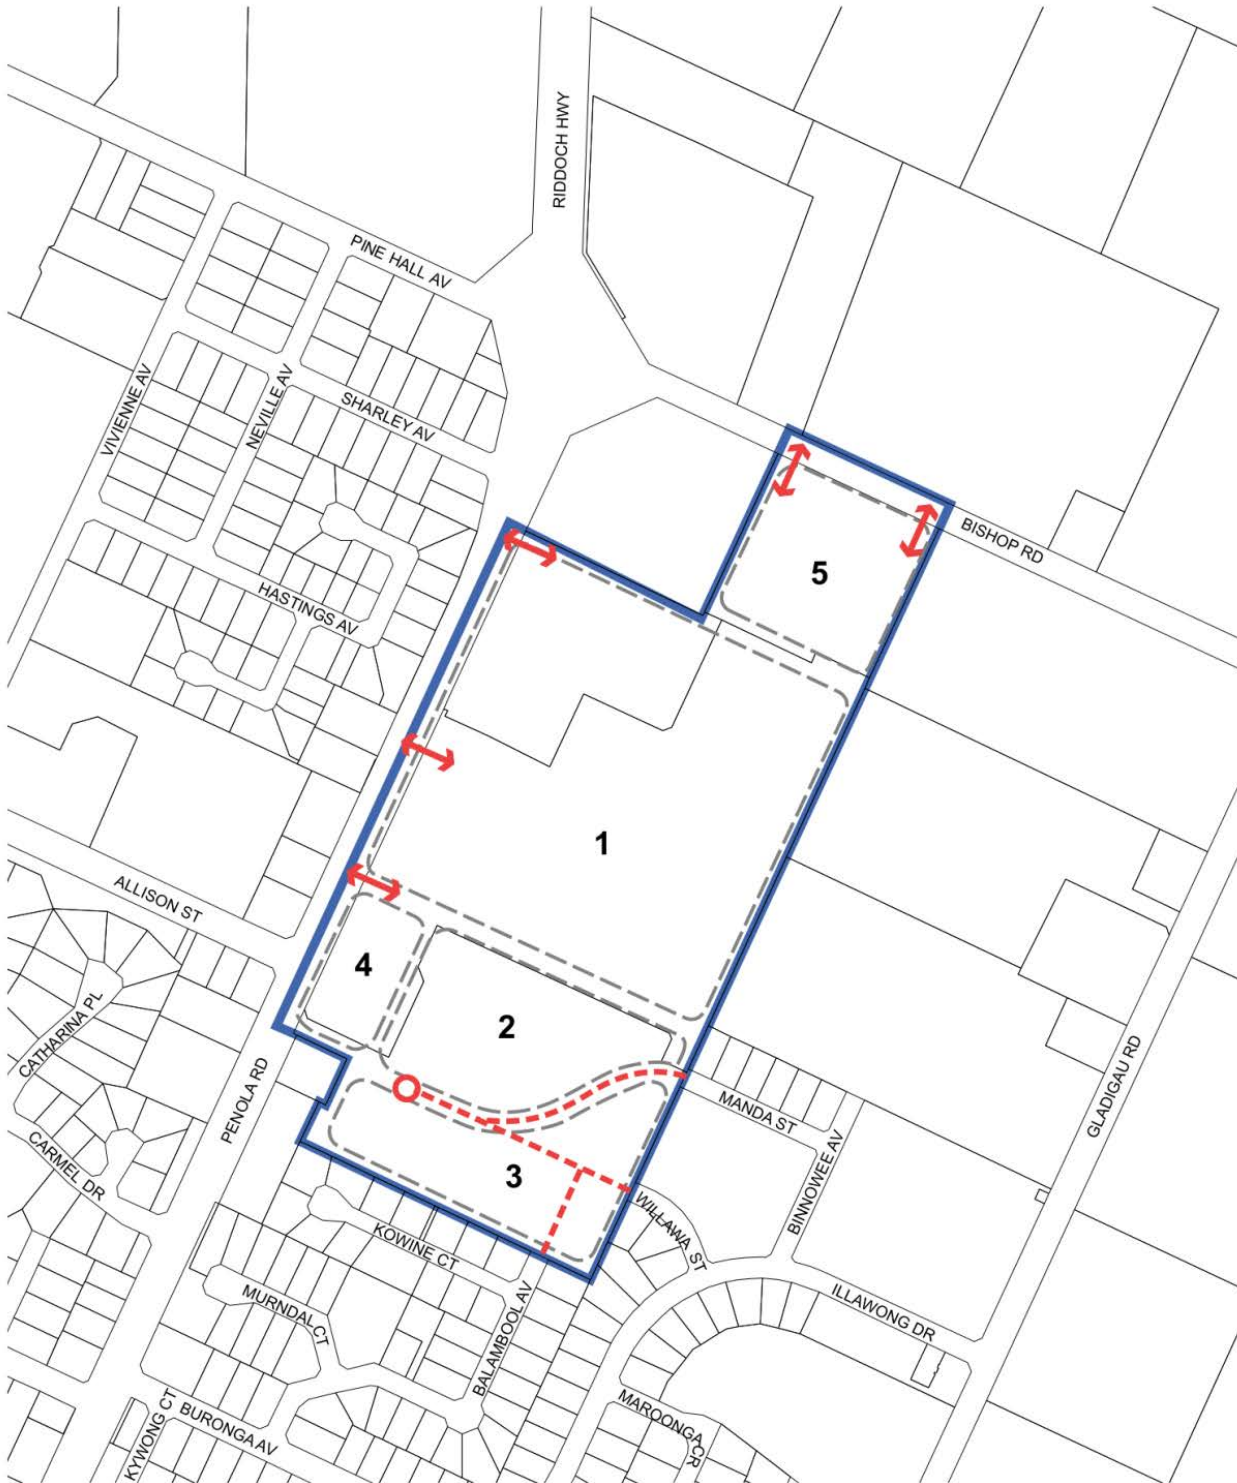 RIDDOCH HWY
PINE HALL AV
VIVIENNE AV
NEVILLE AV
SHARLEY AV
HASTINGS AV
BISHOP RD
5
1
ALLISON ST
4
2
CATHARINA PL
PENOLA RD
MANDA ST
GLADIGAU RD
CARMEL DR
3
BINNOWEE AV
WILLAWA ST
KOWINE CT
MURNDAL CT
BALAMBOOL AV
ILLAWONG DR
KYWONG CT
BURONGA AV
MAROONGA CR